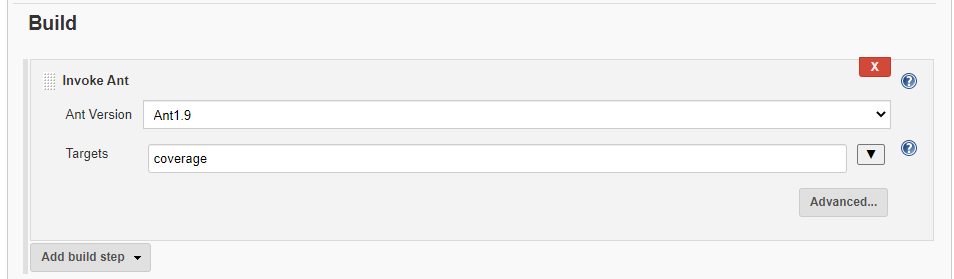 Build
X
Invoke Ant
?
Ant Version Ant1.9
Targets coverage
?
Advanced...
Add build step